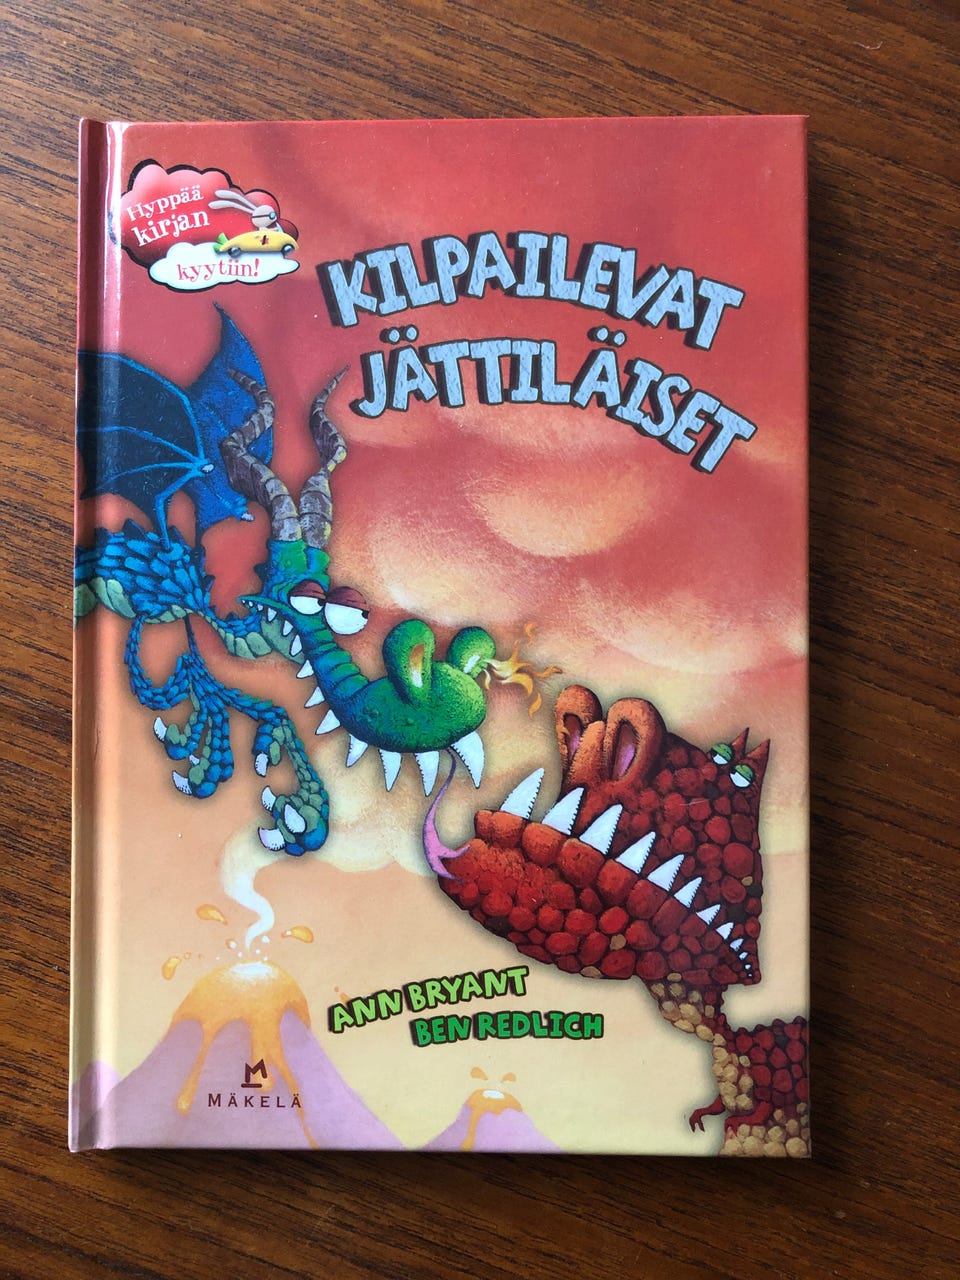 Hyppää
kirjan
kyytiin!
KILPAILEVAT
JÄTTILÄISET
ANN BRYANT
BEN REDLICH
M
MÄKELÄ